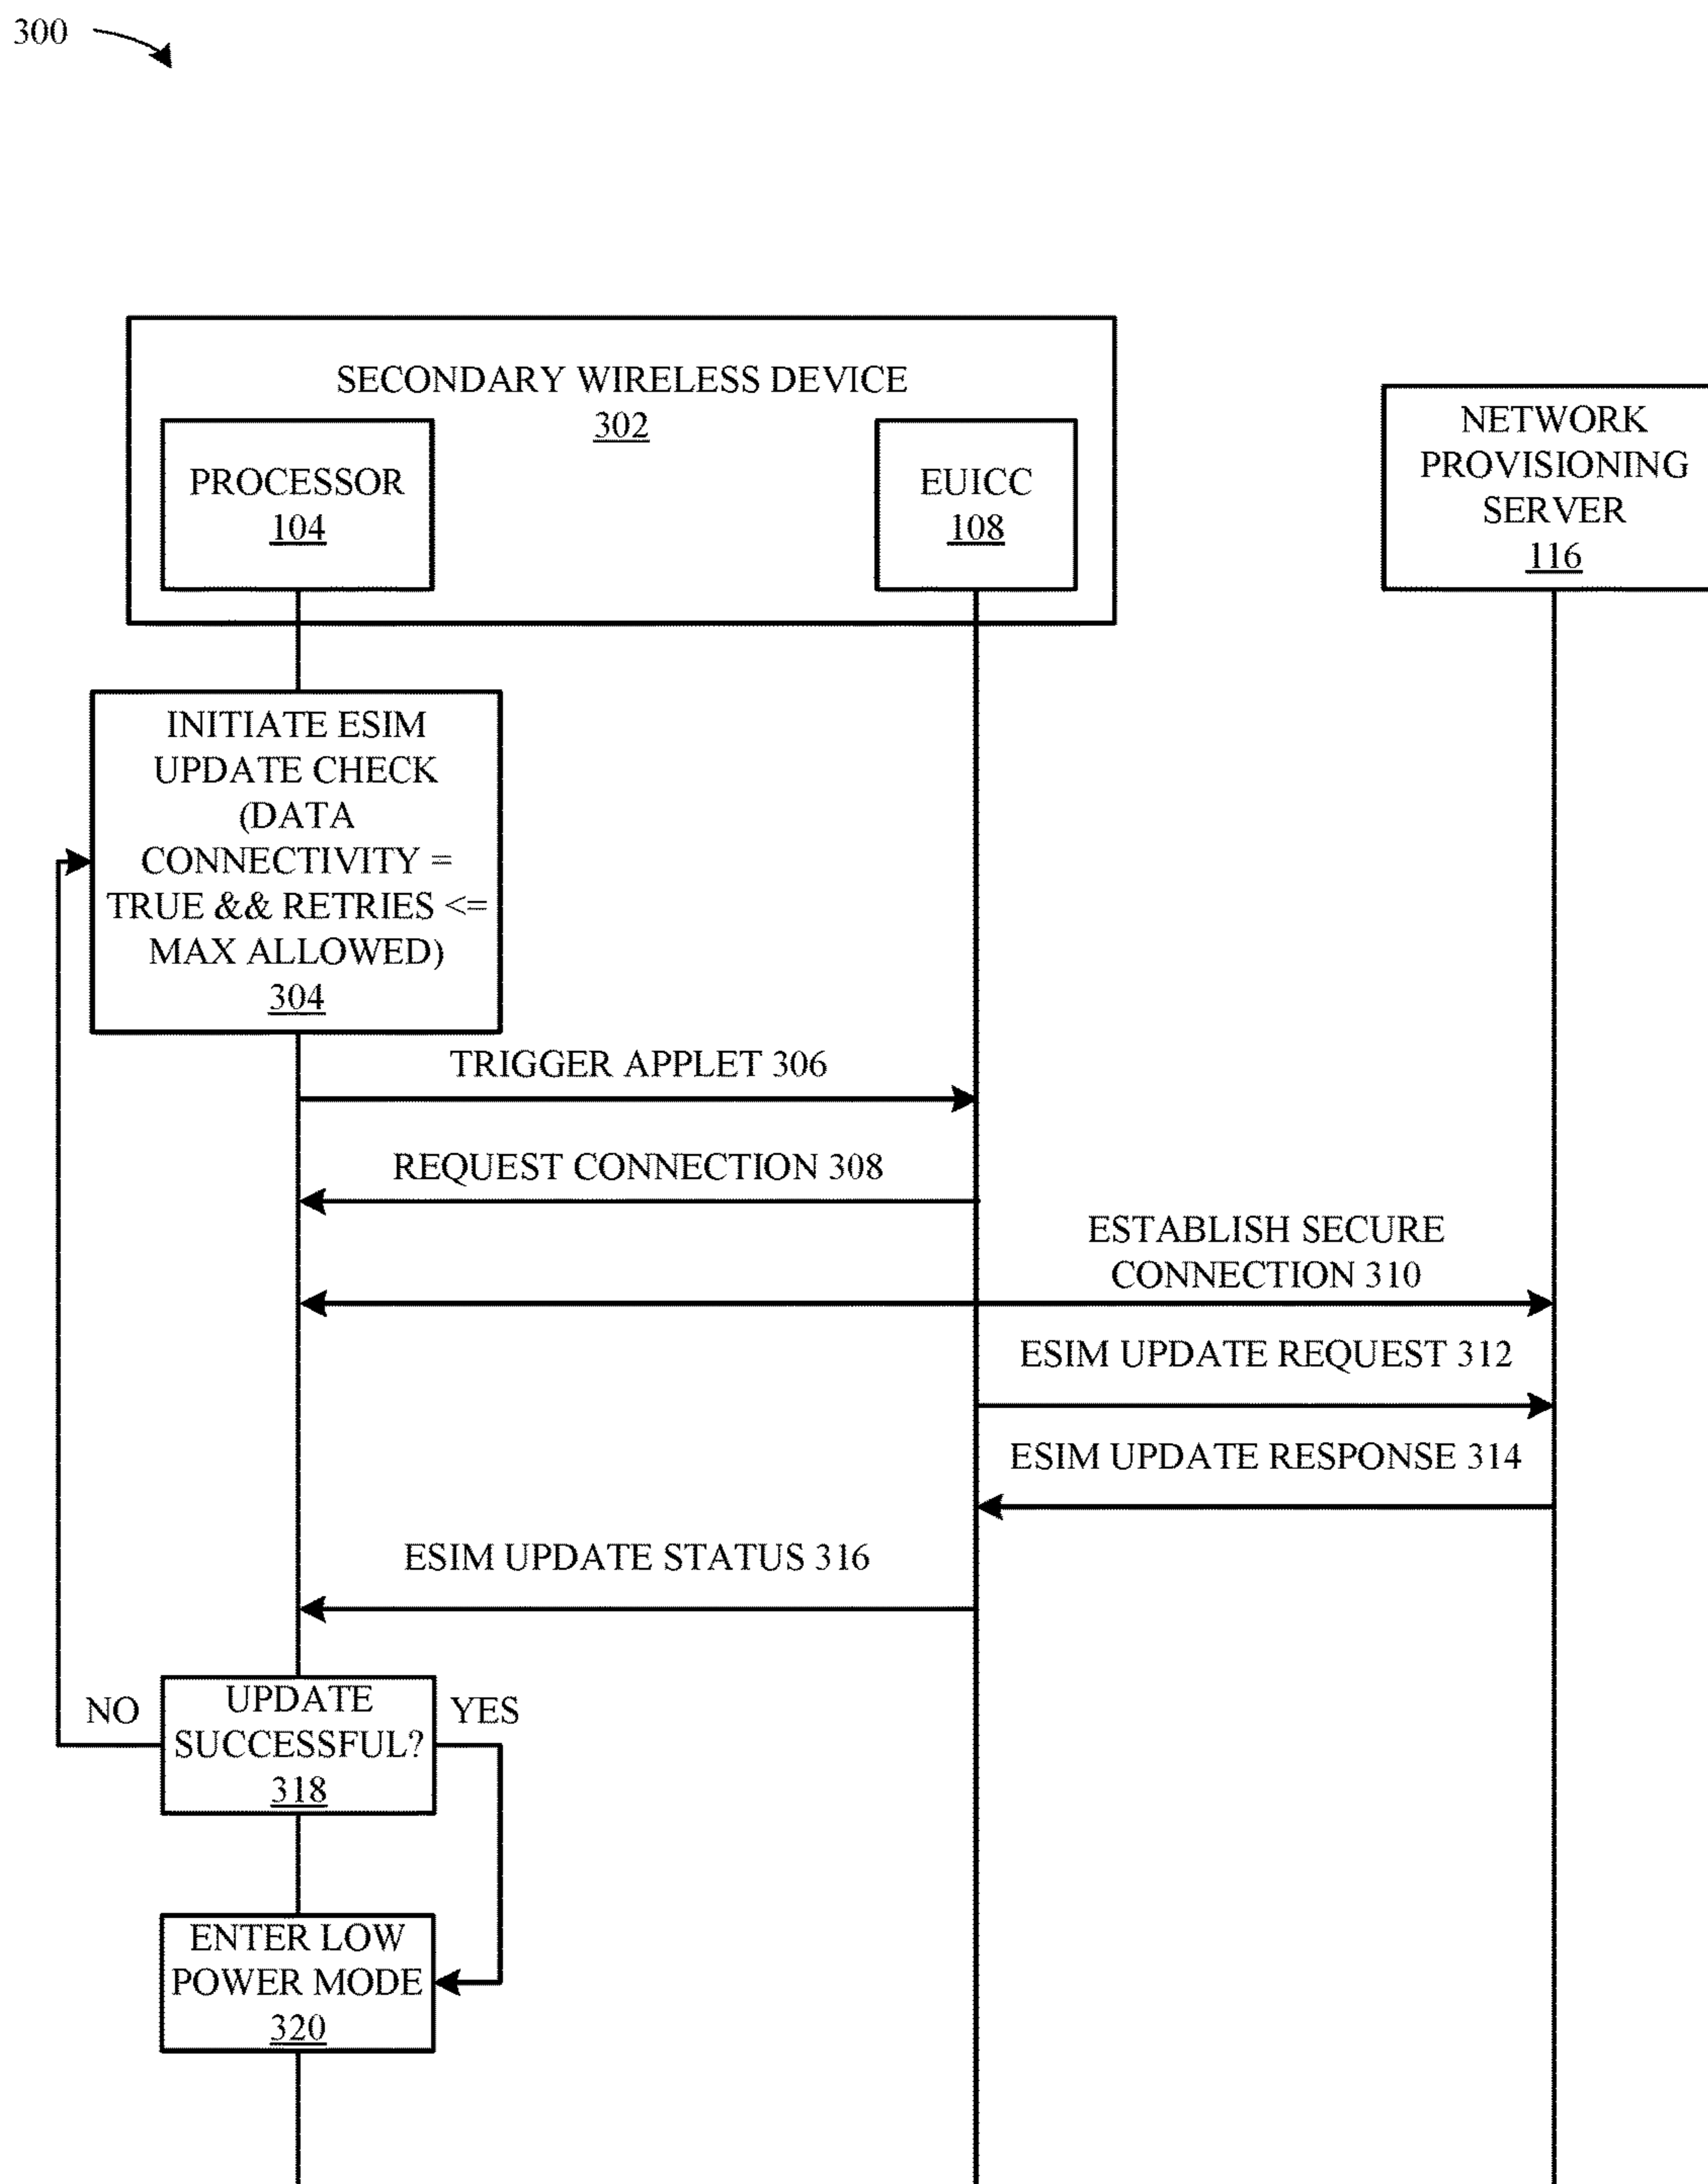 300
SECONDARY WIRELESS DEVICE
302
PROCESSOR
104
EUICC
108
NETWORK
PROVISIONING
SERVER
116
INITIATE ESIM
UPDATE CHECK
(DATA
CONNECTIVITY =
TRUE && RETRIES <=
MAX ALLOWED)
304
TRIGGER APPLET 306
REQUEST CONNECTION 308
ESTABLISH SECURE
CONNECTION 310
ESIM UPDATE REQUEST 312
ESIM UPDATE RESPONSE 314
ESIM UPDATE STATUS 316
NO
UPDATE
SUCCESSFUL?
318
YES
ENTER LOW
POWER MODE
320